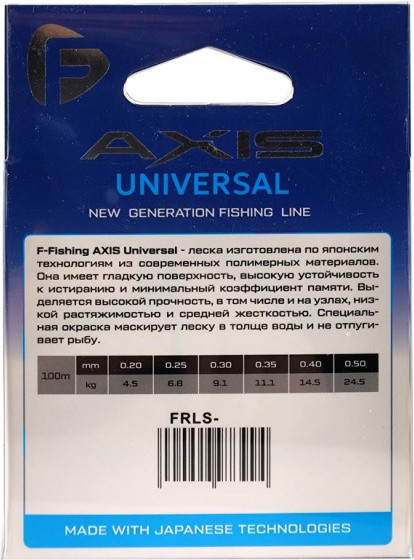 F
AXIS
UNIVERSAL
NEW GENERATION FISHING LINE
F-Fishing AXIS Universal - леска изготовлена по японским
технологиям из современных полимерных материалов.
Она имеет гладкую поверхность, высокую устойчивость
к истиранию и минимальный коэффициент памяти. Вы-
деляется высокой прочность, в том числе и на узлах, низ-
кой растяжимостью и средней жесткостью. Специаль-
ная окраска маскирует леску в толще воды и не отпуги-
вает рыбу.
100m mm 0.20 0.25 0.30 0.35 0.40 0.50
kg 4.5 6.8 9.1 11.1 14.5 24.5
FRLS-
MADE WITH JAPANESE TECHNOLOGIES